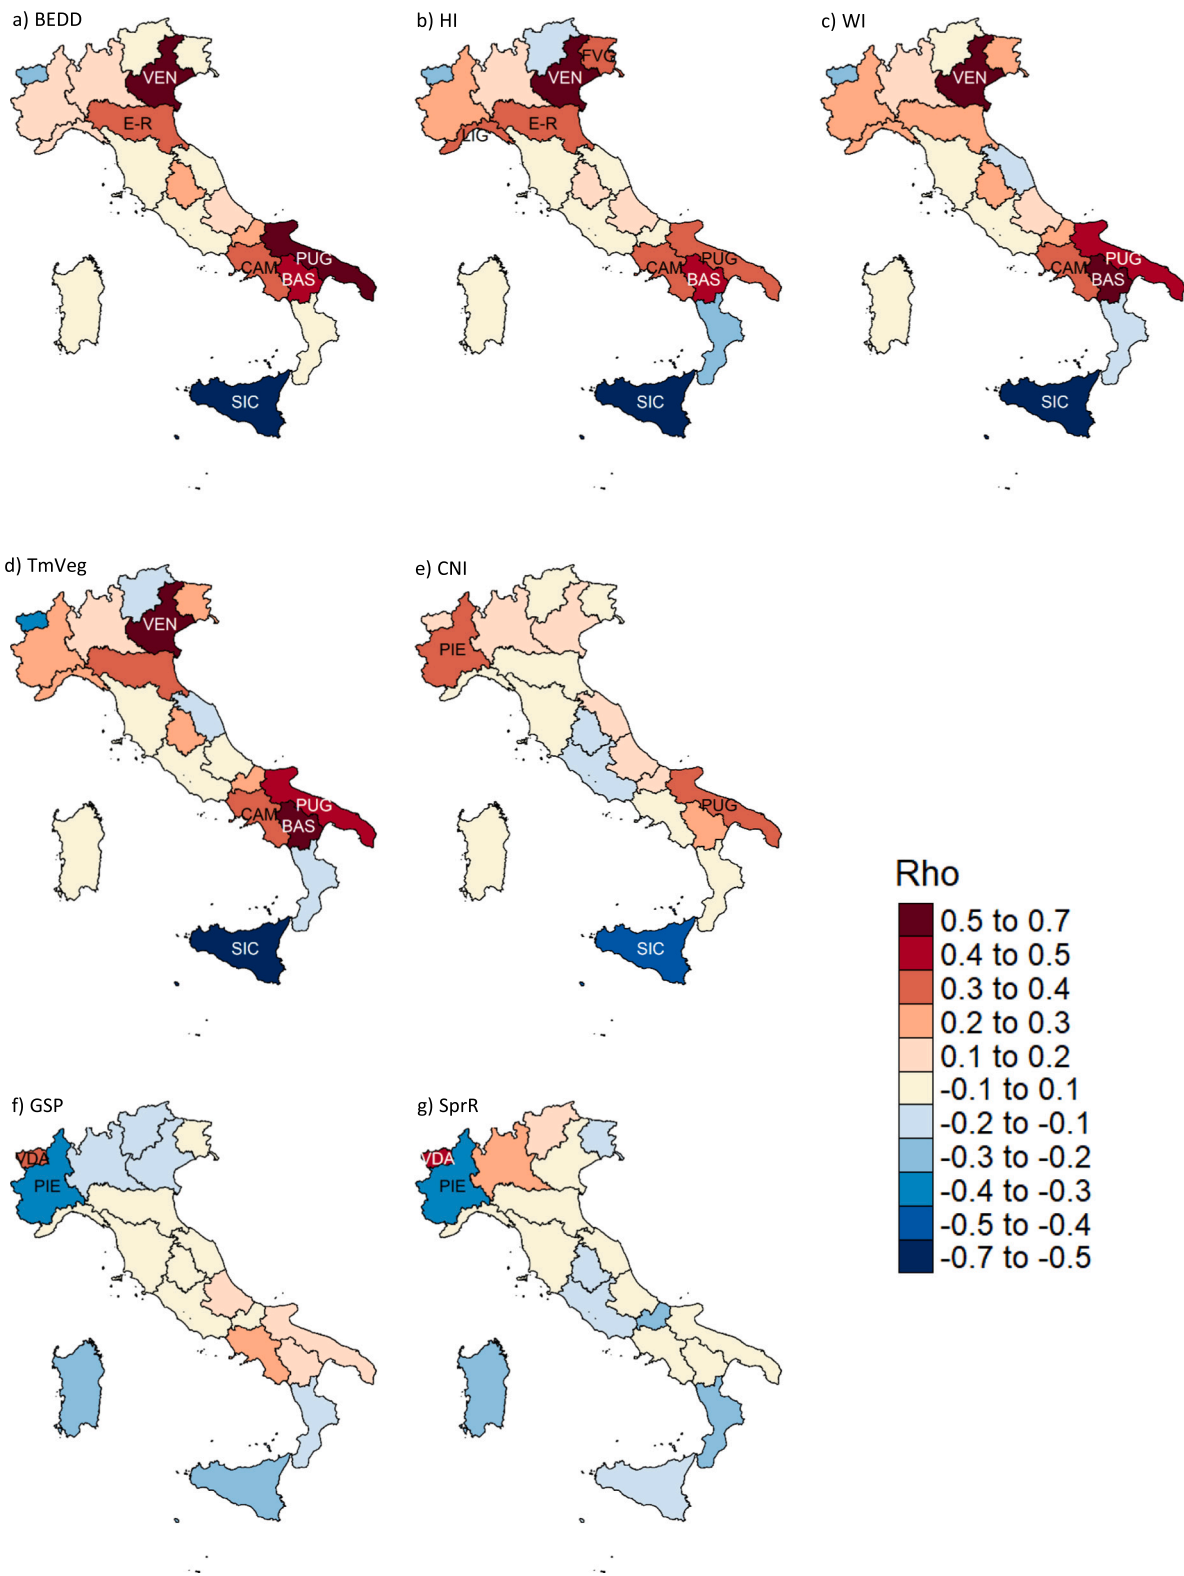 a) BEDD
b) HI
c) WI
VEN
E-R
PUG
CAM
BAS
SIC
FVG
VEN
E-R
LIG
PUG
CAM
BAS
SIC
VEN
PUG
CAM
BAS
SIC
d) TmVeg
e) CNI
VEN
PUG
CAM
BAS
SIC
PIE
PUG
SIC
Rho
0.5 to 0.7
0.4 to 0.5
0.3 to 0.4
0.2 to 0.3
0.1 to 0.2
-0.1 to 0.1
-0.2 to -0.1
-0.3 to -0.2
-0.4 to -0.3
-0.5 to -0.4
-0.7 to -0.5
f) GSP
g) SprR
VDA
PIE
VDA
PIE